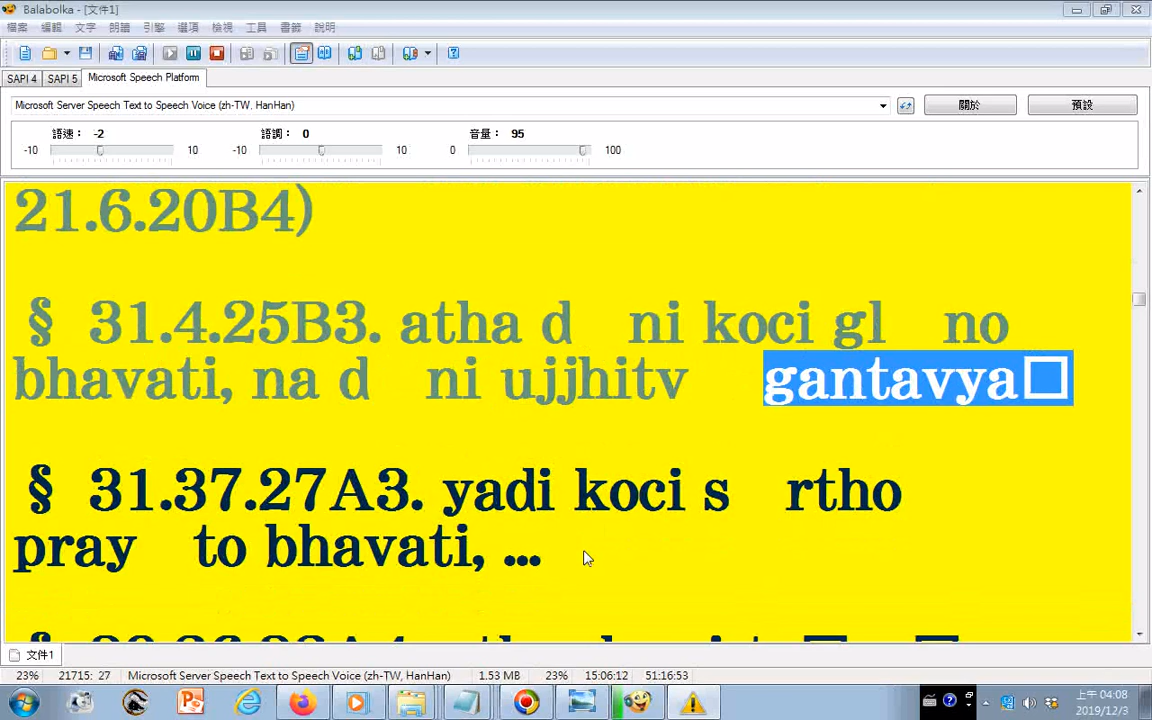 Balabolka - [文件1]
檔案 編輯 文字 朗讀 引擎 選項 檢視 工具 書籤 說明
SAPI 4 SAPI 5 Microsoft Speech Platform
Microsoft Server Speech Text to Speech Voice (zh-TW, HanHan) 關於 預設
語速： -2 語調： 0 音量： 95
-10 10 -10 10 0 100
21.6.20B4)
§ 31.4.25B3. atha d ni koci gl no
bhavati, na d ni ujjhitv gantavya□
§ 31.37.27A3. yadi koci s rtho
pray to bhavati, ...
文件1
23% 21715: 27 Microsoft Server Speech Text to Speech Voice (zh-TW, HanHan) 1.53 MB 23% 15:06:12 51:16:53
上午 04:08
2019/12/3